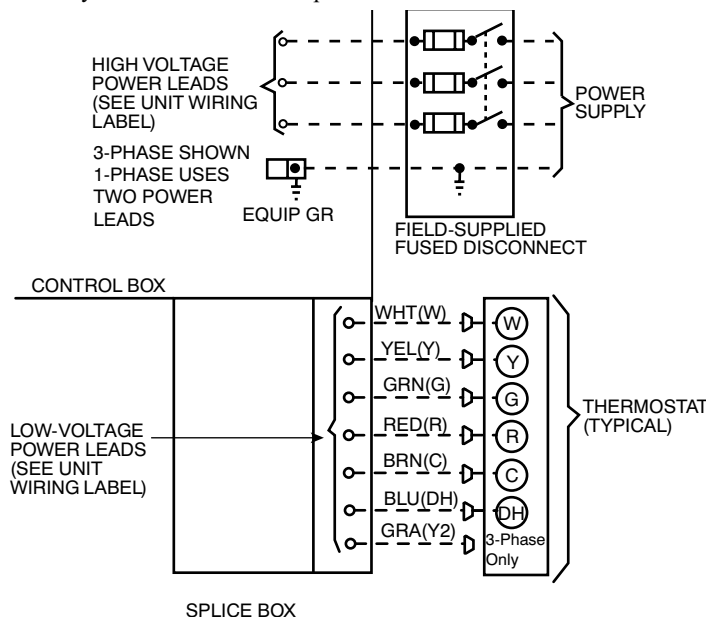 HIGH VOLTAGE
POWER LEADS
(SEE UNIT WIRING
LABEL)
POWER
SUPPLY
3-PHASE SHOWN
1-PHASE USES
TWO POWER
LEADS
EQUIP GR
FIELD-SUPPLIED
FUSED DISCONNECT
CONTROL BOX
WHT(W)
W
YEL(Y)
Y
GRN(G)
G
RED(R)
R
BRN(C)
C
BLU(DH)
DH
GRA(Y2)
3-Phase
Only
THERMOSTAT
(TYPICAL)
LOW-VOLTAGE
POWER LEADS
(SEE UNIT
WIRING LABEL)
SPLICE BOX